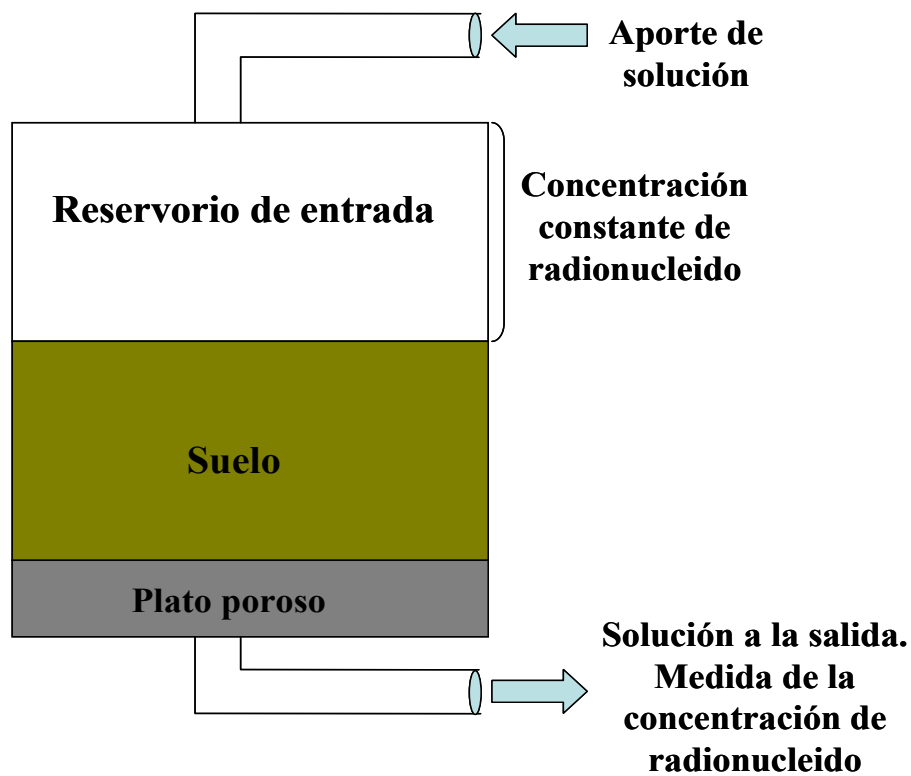 Aporte de
solución
Reservorio de entrada
Concentración
constante de
radionucleido
Suelo
Plato poroso
Solución a la salida.
Medida de la
concentración de
radionucleido